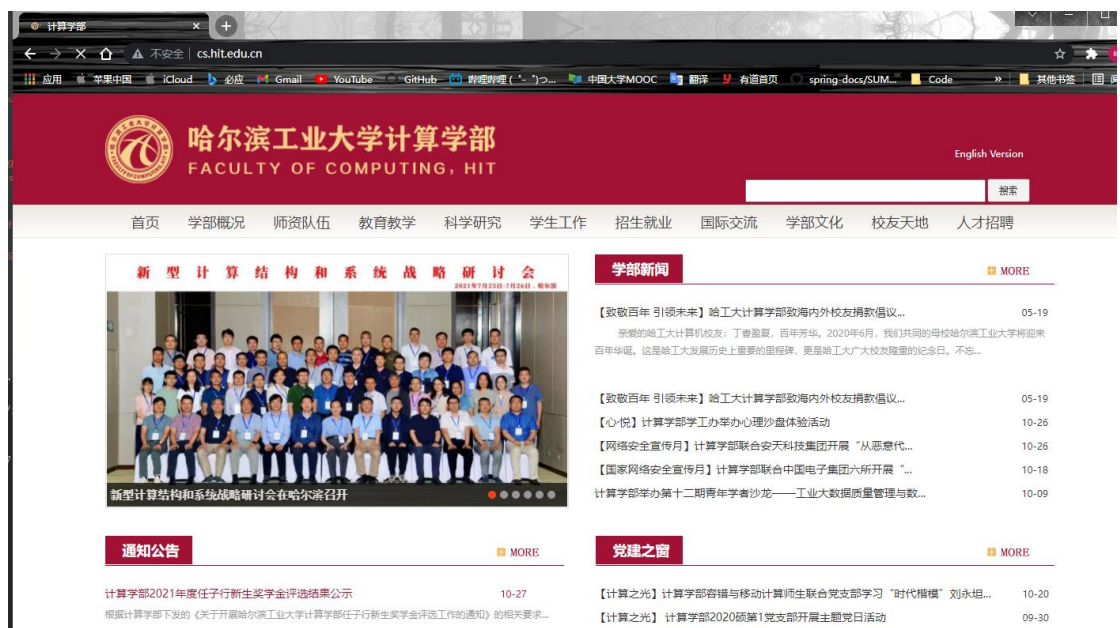 计算学部
不安全 | cs.hit.edu.cn
应用 苹果中国 iCloud 必应 Gmail YouTube GitHub 哔哩哔哩 ( ゜- ゜)つ... 中国大学MOOC 翻译 有道首页 spring-docs/SUM... Code » 其他书签
哈尔滨工业大学计算学部
FACULTY OF COMPUTING, HIT
English Version
搜索
首页 学部概况 师资队伍 教育教学 科学研究 学生工作 招生就业 国际交流 学部文化 校友天地 人才招聘
新型计算结构和系统战略研讨会
2021年7月25日-7月26日，哈尔滨
新型计算结构和系统战略研讨会在哈尔滨召开
学部新闻 MORE
【致敬百年 引领未来】哈工大计算学部致海内外校友捐款倡议... 05-19
亲爱的哈工大计算机校友：丁香盈夏，百年芳华。2020年6月，我们共同的母校哈尔滨工业大学将迎来
百年华诞。这是哈工大发展历史上重要的里程碑，更是哈工大广大校友隆重的纪念日。不忘...
【致敬百年 引领未来】哈工大计算学部致海内外校友捐款倡议... 05-19
【心·悦】计算学部学工办举办心理沙盘体验活动 10-26
【网络安全宣传月】计算学部联合安天科技集团开展“从恶意代... 10-26
【国家网络安全宣传月】计算学部联合中国电子集团六所开展“... 10-18
计算学部举办第十二期青年学者沙龙——工业大数据质量管理与数... 10-09
通知公告 MORE
计算学部2021年度任子行新生奖学金评选结果公示 10-27
根据计算学部下发的《关于开展哈尔滨工业大学计算学部任子行新生奖学金评选工作的通知》的相关要求...
党建之窗 MORE
【计算之光】计算学部容错与移动计算师生联合党支部学习“时代楷模”刘永坦... 10-20
【计算之光】 计算学部2020硕第1党支部开展主题党日活动 09-30